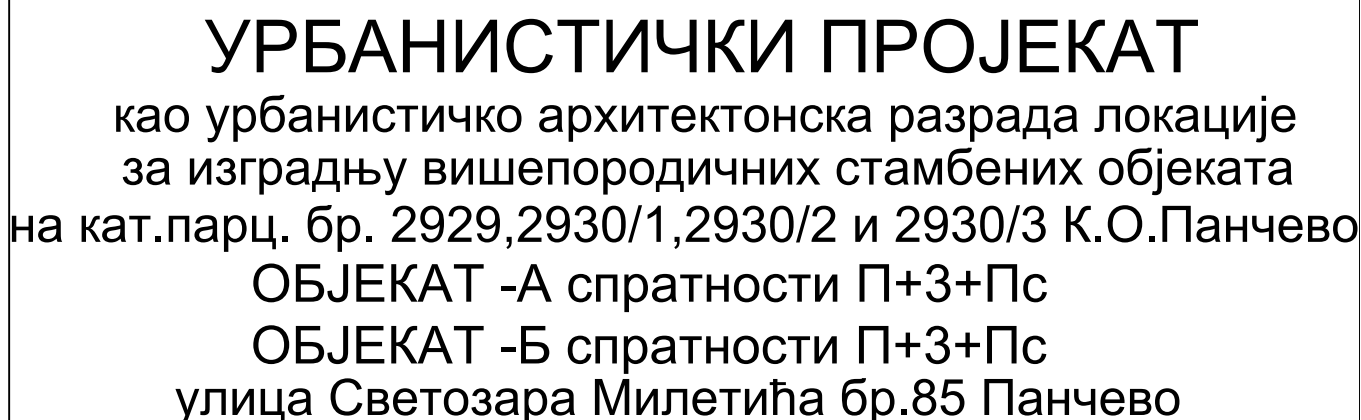 УРБАНИСТИЧКИ ПРОЈЕКАТ
као урбанистичко архитектонска разрада локације
за изградњу вишепородичних стамбених објеката
на кат.парц. бр. 2929,2930/1,2930/2 и 2930/3 К.О.Панчево
ОБЈЕКАТ -А спратности П+3+Пс
ОБЈЕКАТ -Б спратности П+3+Пс
улица Светозара Милетића бр.85 Панчево